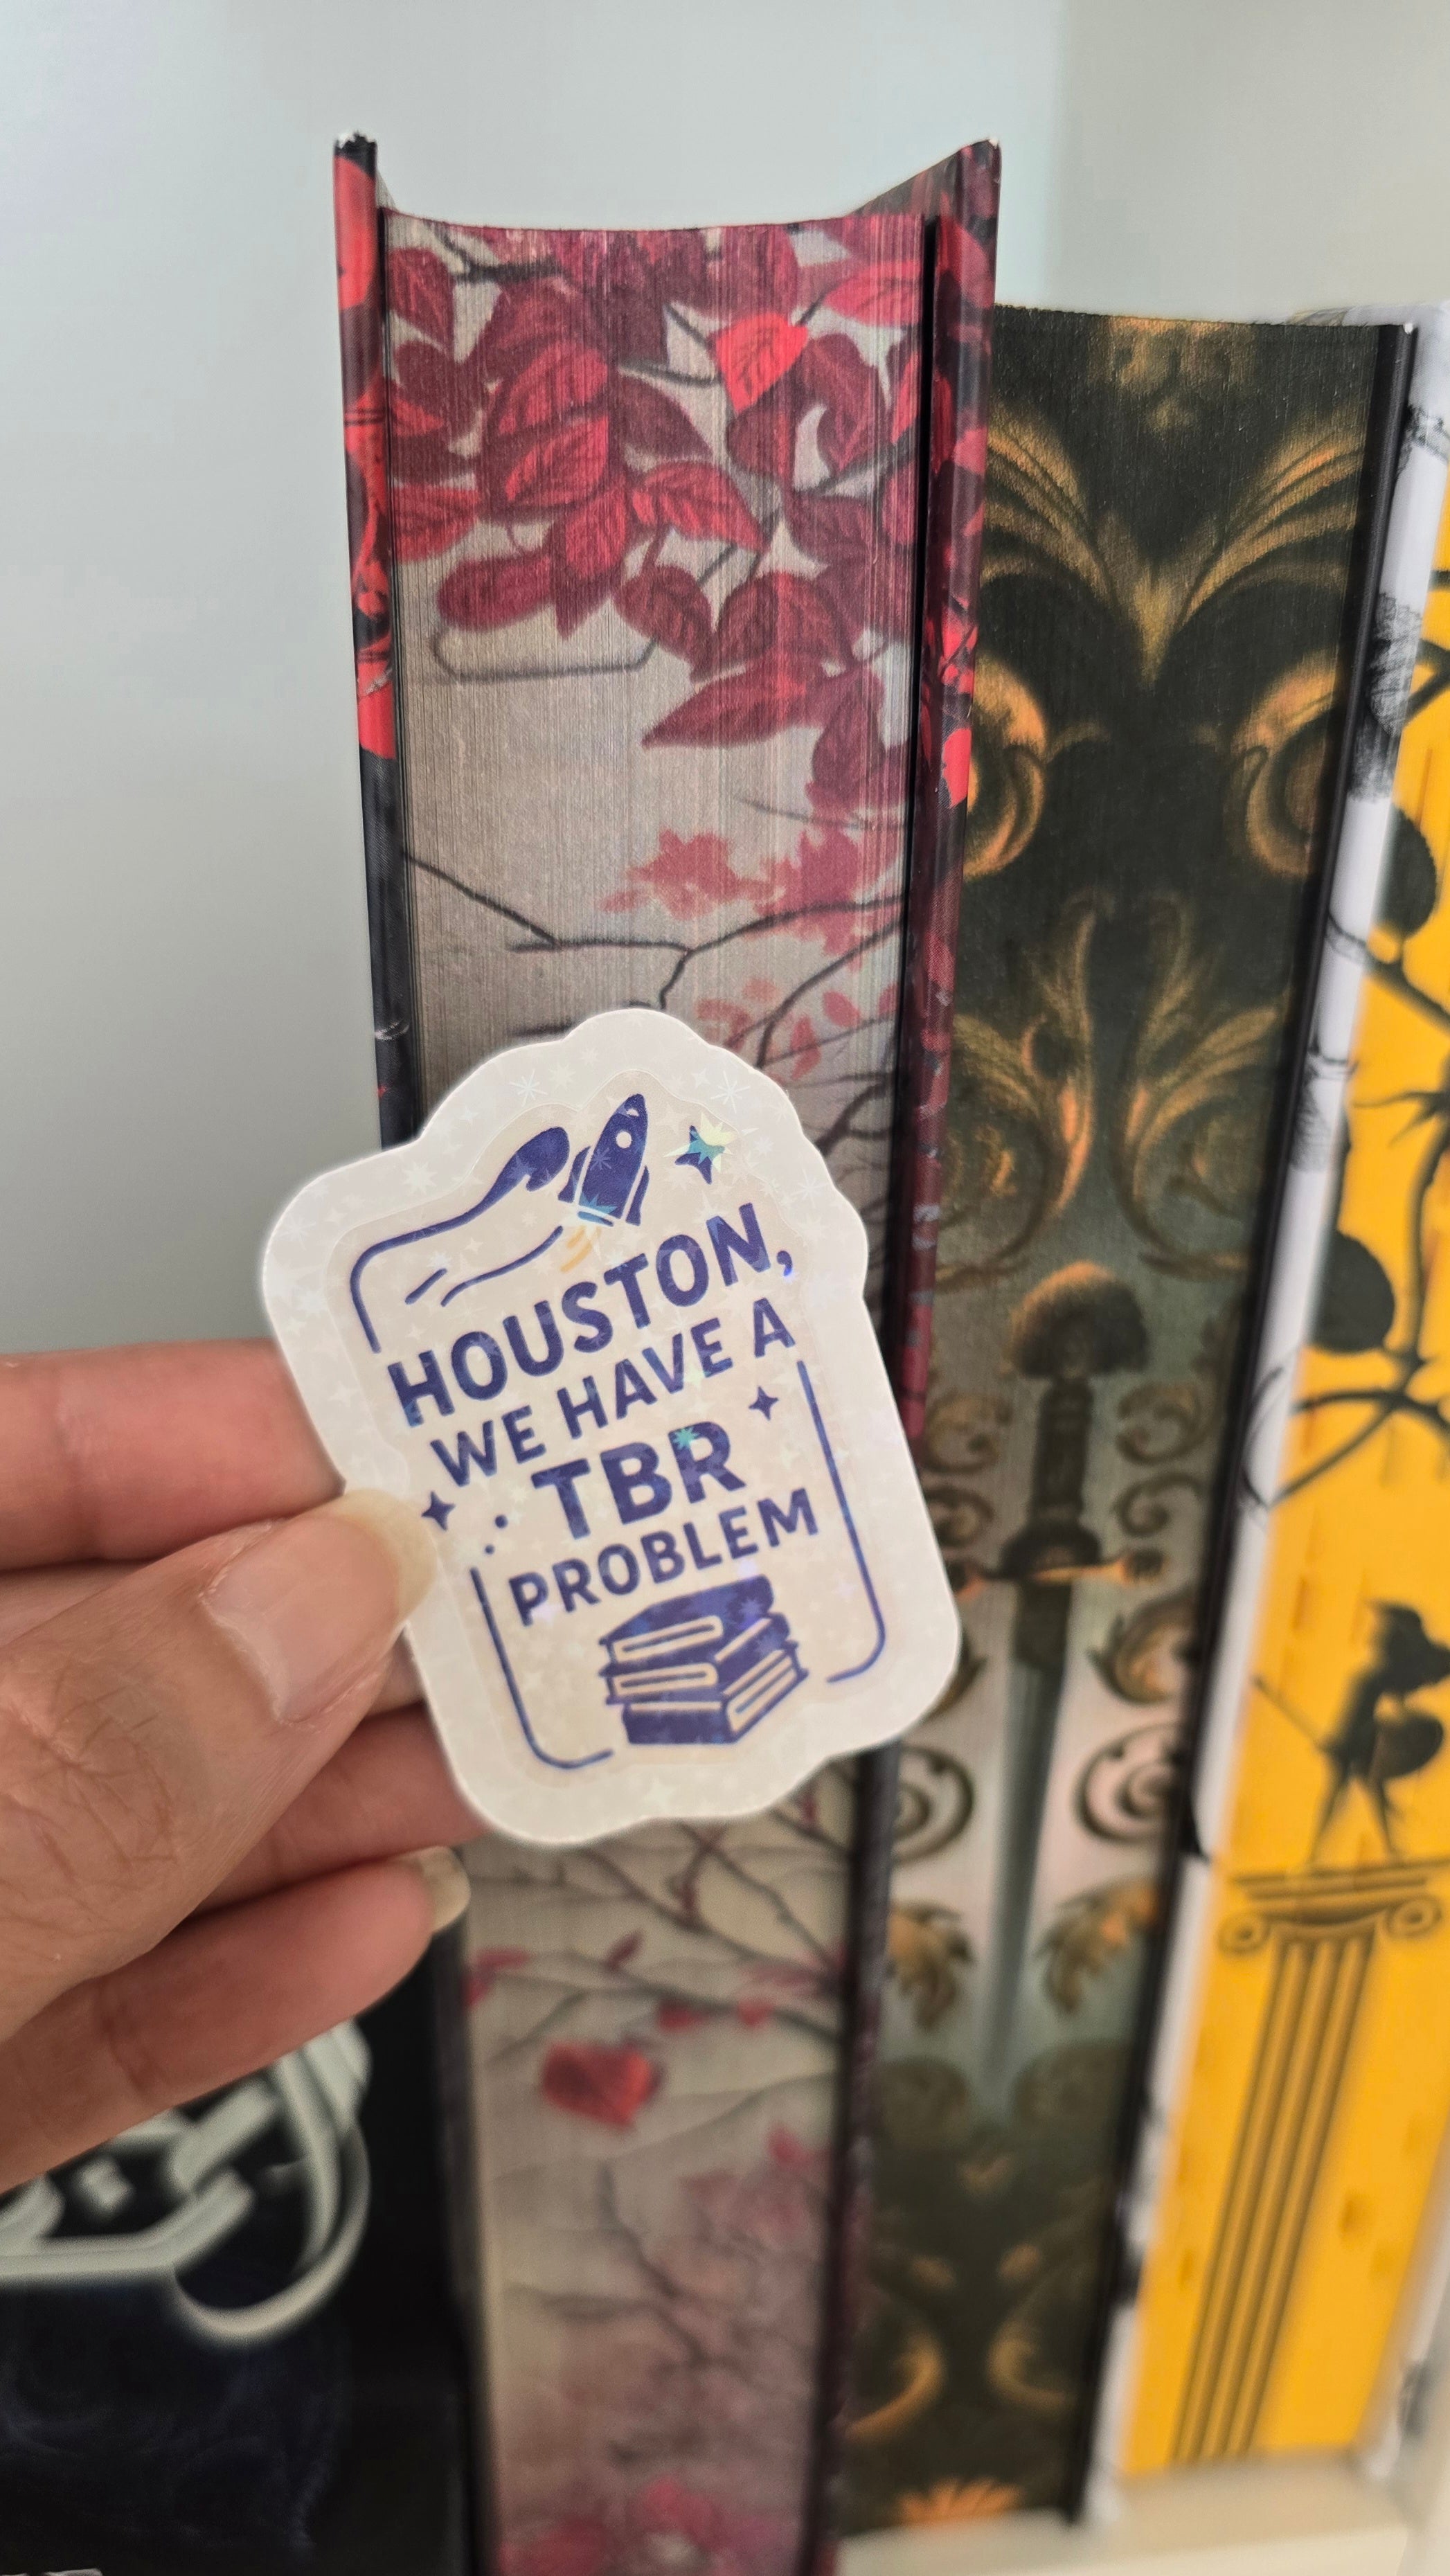 HOUSTON,
WE HAVE A
TBR
PROBLEM